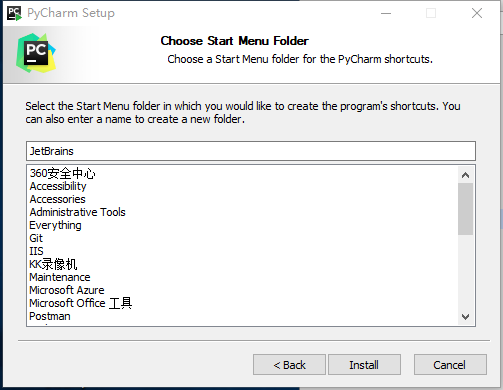 PyCharm Setup
PC
Choose Start Menu Folder
Choose a Start Menu folder for the PyCharm shortcuts.
Select the Start Menu folder in which you would like to create the program's shortcuts. You
can also enter a name to create a new folder.
JetBrains
360安全中心
Accessibility
Accessories
Administrative Tools
Everything
Git
IIS
KK录像机
Maintenance
Microsoft Azure
Microsoft Office 工具
Postman
< Back
Install
Cancel